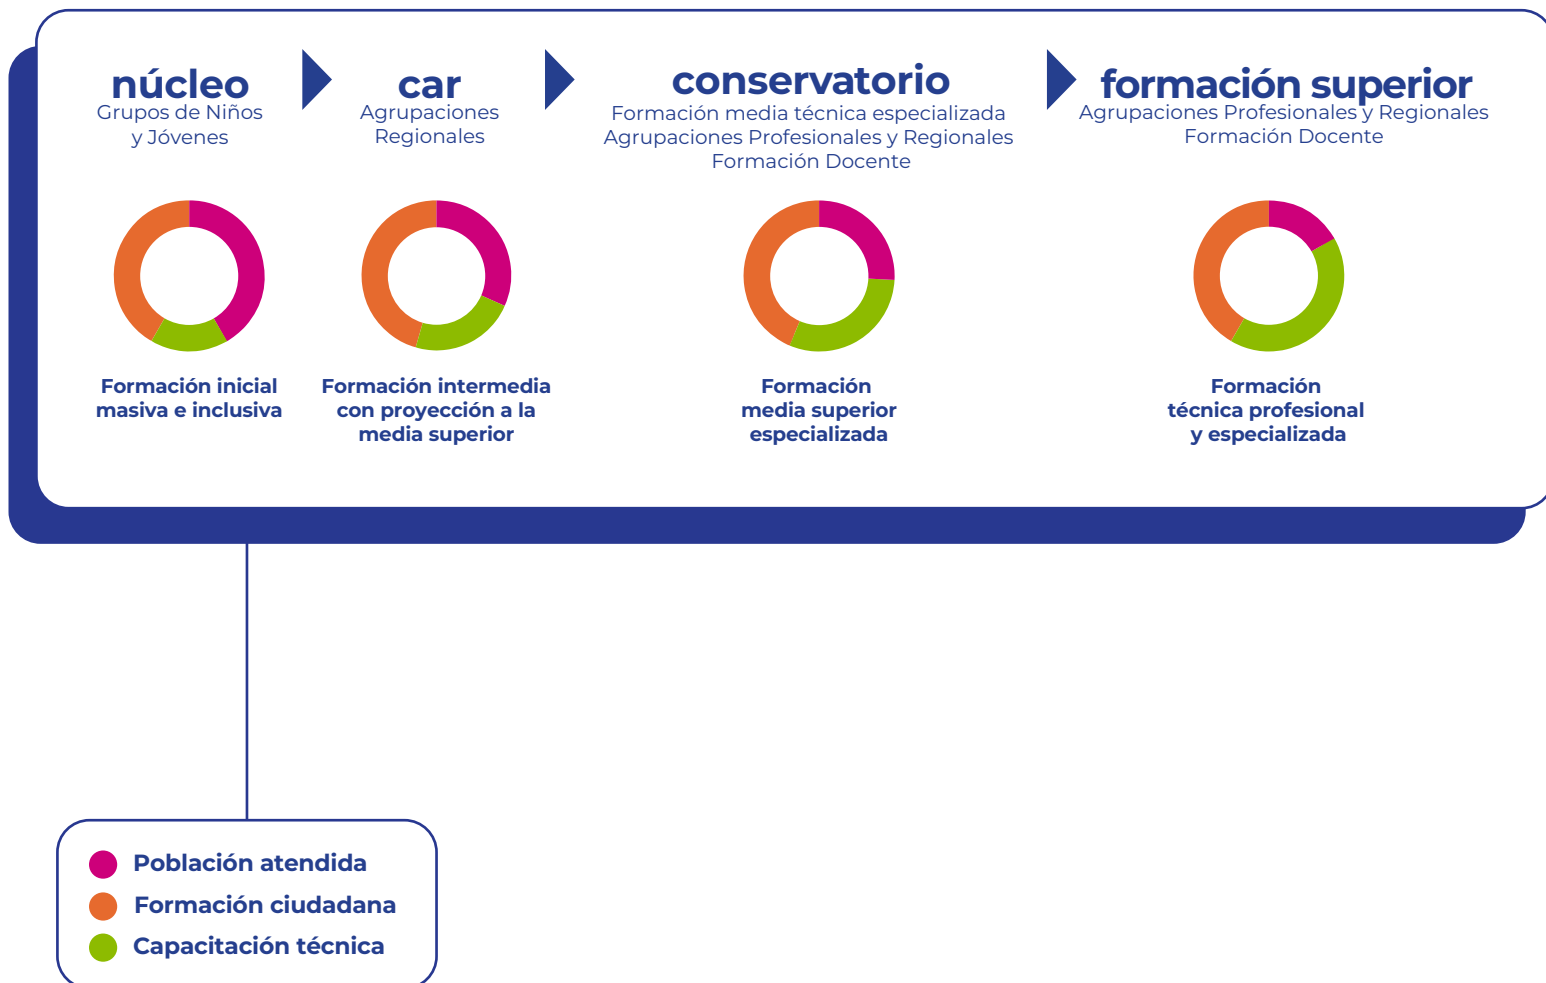 núcleo
Grupos de Niños
y Jóvenes
car
Agrupaciones
Regionales
conservatorio
Formación media técnica especializada
Agrupaciones Profesionales y Regionales
Formación Docente
formación superior
Agrupaciones Profesionales y Regionales
Formación Docente
Formación inicial
masiva e inclusiva
Formación intermedia
con proyección a la
media superior
Formación
media superior
especializada
Formación
técnica profesional
y especializada
Población atendida
Formación ciudadana
Capacitación técnica